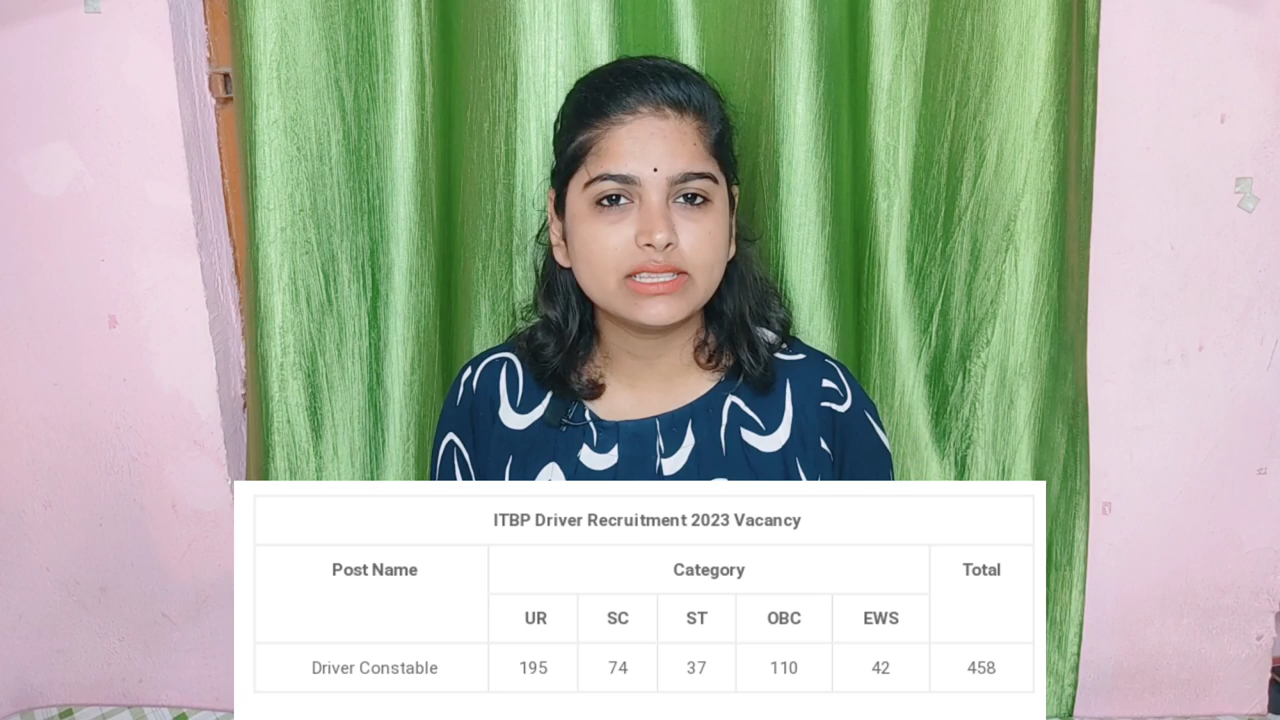 ITBP Driver Recruitment 2023 Vacancy
Post Name Category Total
UR SC ST OBC EWS
Driver Constable 195 74 37 110 42 458